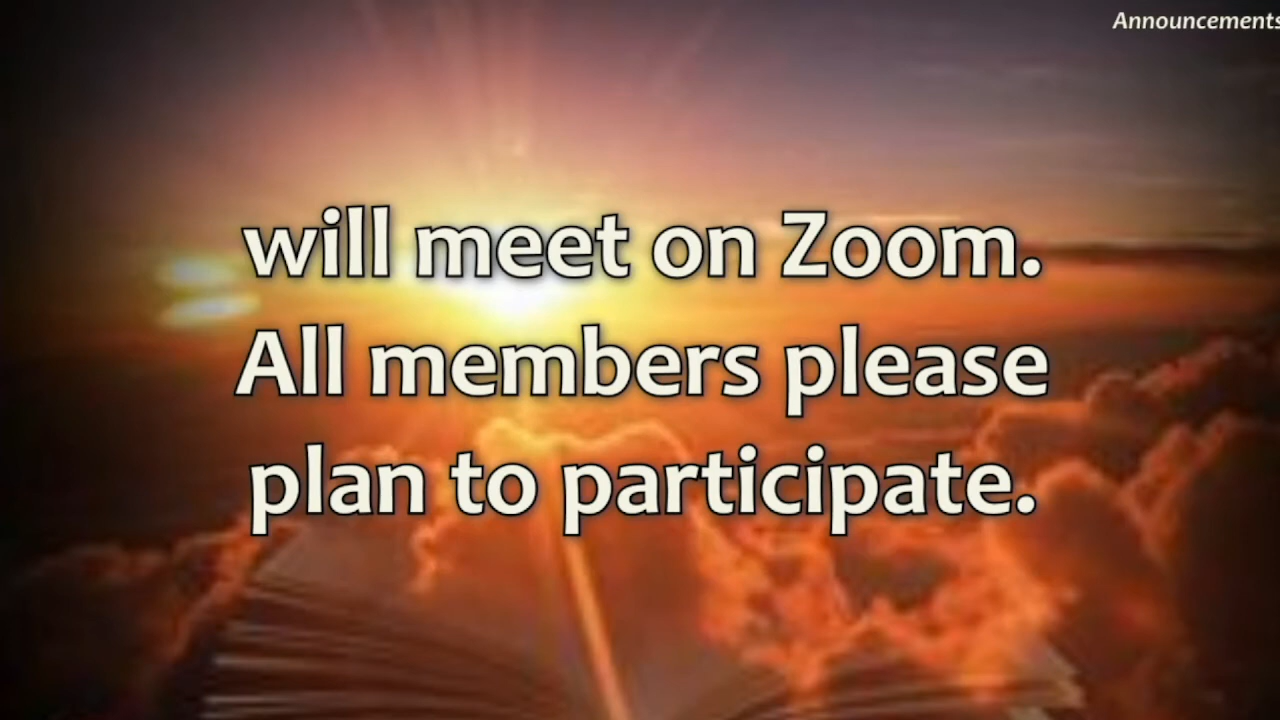 Announcements
will meet on Zoom.
All members please
plan to participate.